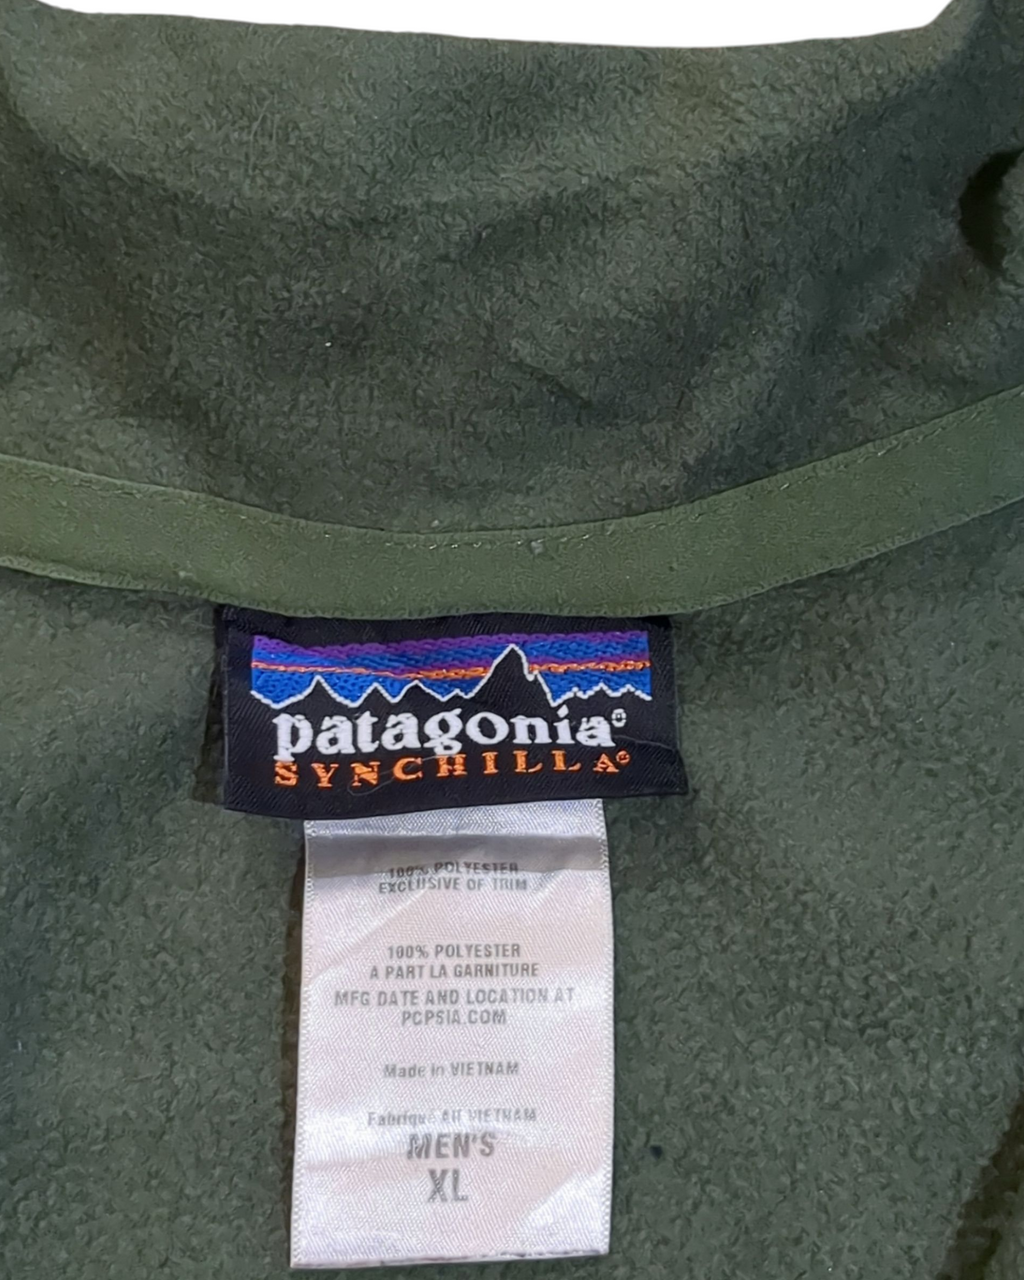 patagonia®
SYNCHILLA®
100% POLYESTER
EXCLUSIVE OF TRIM
100% POLYESTER
A PART LA GARNITURE
MFG DATE AND LOCATION AT
PCPSIA.COM
Made in VIETNAM
Fabriqué AU VIETNAM
MEN'S
XL